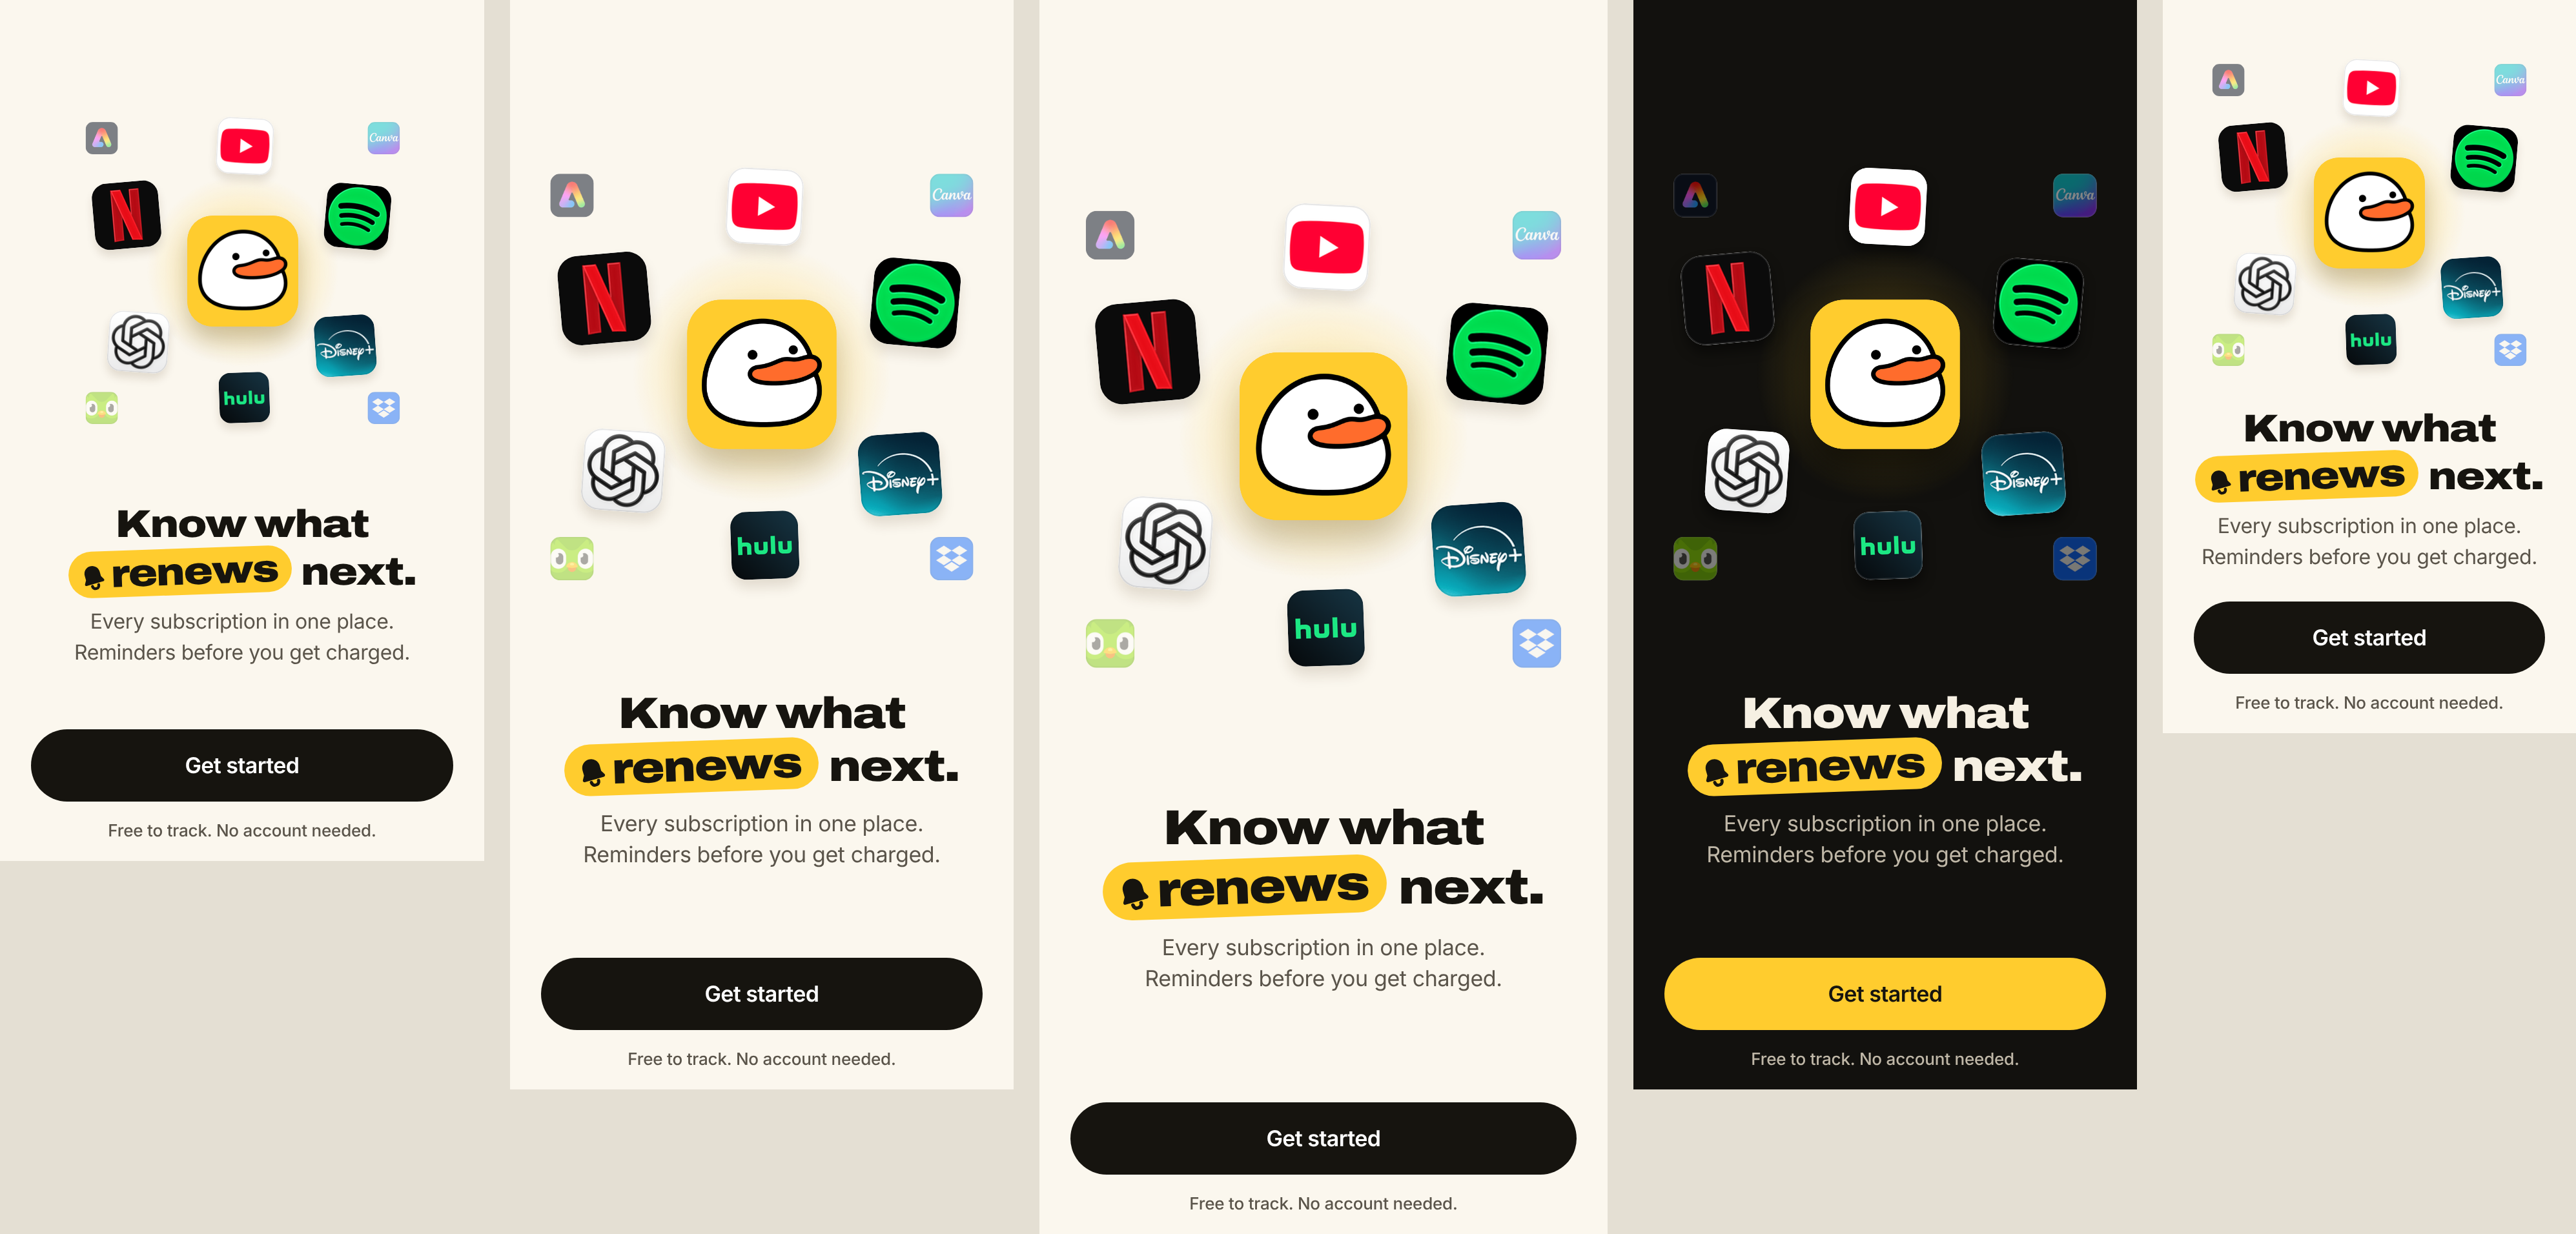 Canva
N
Disney+
hulu
Know what
renews next.
Every subscription in one place.
Reminders before you get charged.
Get started
Free to track. No account needed.
Canva
N
Disney+
hulu
Know what
renews next.
Every subscription in one place.
Reminders before you get charged.
Get started
Free to track. No account needed.
Canva
N
Disney+
hulu
Know what
renews next.
Every subscription in one place.
Reminders before you get charged.
Get started
Free to track. No account needed.
Canva
N
Disney+
hulu
Know what
renews next.
Every subscription in one place.
Reminders before you get charged.
Get started
Free to track. No account needed.
Canva
N
Disney+
hulu
Know what
renews next.
Every subscription in one place.
Reminders before you get charged.
Get started
Free to track. No account needed.